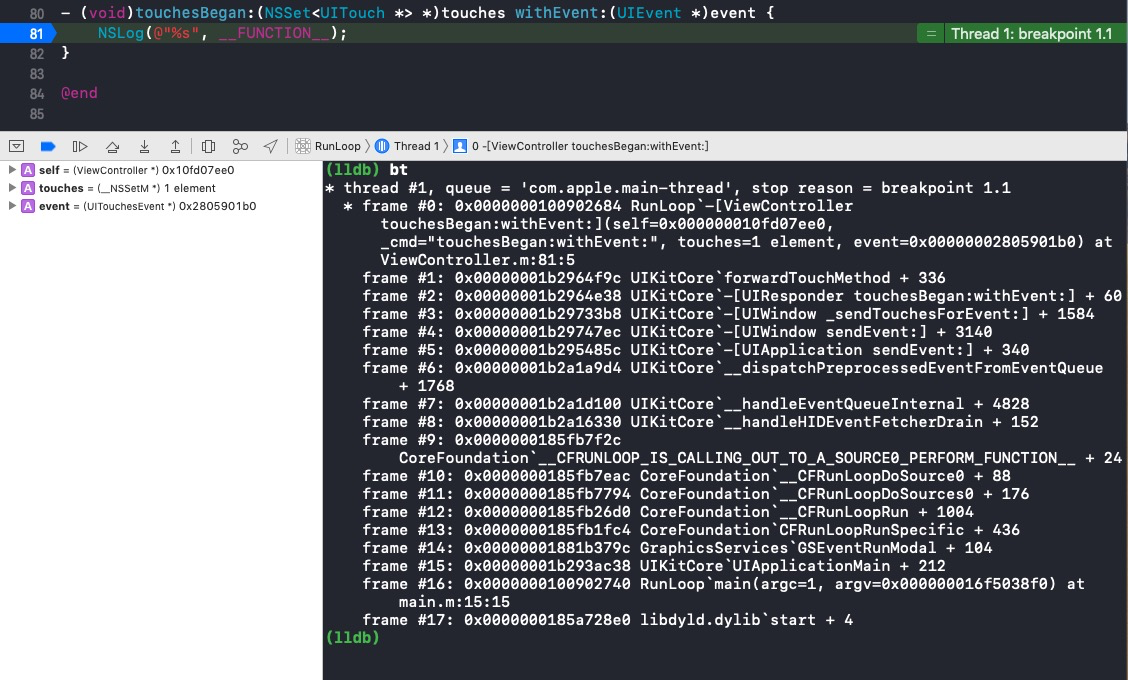 80 - (void)touchesBegan:(NSSet<UITouch *> *)touches withEvent:(UIEvent *)event {
81 NSLog(@"%s", __FUNCTION__); = Thread 1: breakpoint 1.1
82 }
83
84 @end
85
RunLoop 〉 Thread 1 〉 0 -[ViewController touchesBegan:withEvent:]
A self = (ViewController *) 0x10fd07ee0
A touches = (__NSSetM *) 1 element
A event = (UITouchesEvent *) 0x2805901b0
(lldb) bt
* thread #1, queue = 'com.apple.main-thread', stop reason = breakpoint 1.1
* frame #0: 0x0000000100902684 RunLoop`-[ViewController
touchesBegan:withEvent:](self=0x000000010fd07ee0,
_cmd="touchesBegan:withEvent:", touches=1 element, event=0x00000002805901b0) at
ViewController.m:81:5
frame #1: 0x00000001b2964f9c UIKitCore`forwardTouchMethod + 336
frame #2: 0x00000001b2964e38 UIKitCore`-[UIResponder touchesBegan:withEvent:] + 60
frame #3: 0x00000001b29733b8 UIKitCore`-[UIWindow _sendTouchesForEvent:] + 1584
frame #4: 0x00000001b29747ec UIKitCore`-[UIWindow sendEvent:] + 3140
frame #5: 0x00000001b295485c UIKitCore`-[UIApplication sendEvent:] + 340
frame #6: 0x00000001b2a1a9d4 UIKitCore`__dispatchPreprocessedEventFromEventQueue
+ 1768
frame #7: 0x00000001b2a1d100 UIKitCore`__handleEventQueueInternal + 4828
frame #8: 0x00000001b2a16330 UIKitCore`__handleHIDEventFetcherDrain + 152
frame #9: 0x0000000185fb7f2c
CoreFoundation`__CFRUNLOOP_IS_CALLING_OUT_TO_A_SOURCE0_PERFORM_FUNCTION__ + 24
frame #10: 0x0000000185fb7eac CoreFoundation`__CFRunLoopDoSource0 + 88
frame #11: 0x0000000185fb7794 CoreFoundation`__CFRunLoopDoSources0 + 176
frame #12: 0x0000000185fb26d0 CoreFoundation`__CFRunLoopRun + 1004
frame #13: 0x0000000185fb1fc4 CoreFoundation`CFRunLoopRunSpecific + 436
frame #14: 0x00000001881b379c GraphicsServices`GSEventRunModal + 104
frame #15: 0x00000001b293ac38 UIKitCore`UIApplicationMain + 212
frame #16: 0x0000000100902740 RunLoop`main(argc=1, argv=0x000000016f5038f0) at
main.m:15:15
frame #17: 0x0000000185a728e0 libdyld.dylib`start + 4
(lldb)